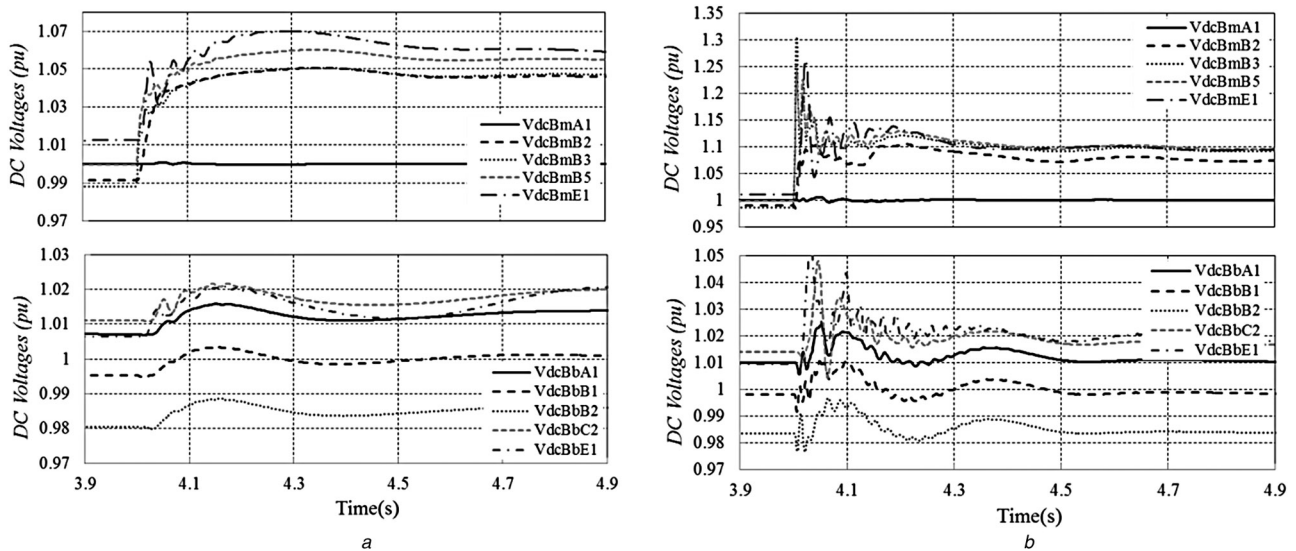 DC Voltages (pu)
1.07
1.05
1.03
1.01
0.99
0.97
VdcBmA1
VdcBmB2
VdcBmB3
VdcBmB5
VdcBmE1
DC Voltages (pu)
1.03
1.02
1.01
1
0.99
0.98
0.97
VdcBbA1
VdcBbB1
VdcBbB2
VdcBbC2
VdcBbE1
3.9 4.1 4.3 4.5 4.7 4.9
Time(s)
a
DC Voltages (pu)
1.35
1.3
1.25
1.2
1.15
1.10
1.05
1
0.95
VdcBmA1
VdcBmB2
VdcBmB3
VdcBmB5
VdcBmE1
DC Voltages (pu)
1.05
1.04
1.03
1.02
1.01
1
0.99
0.98
0.97
VdcBbA1
VdcBbB1
VdcBbB2
VdcBbC2
VdcBbE1
3.9 4.1 4.3 4.5 4.7 4.9
Time(s)
b